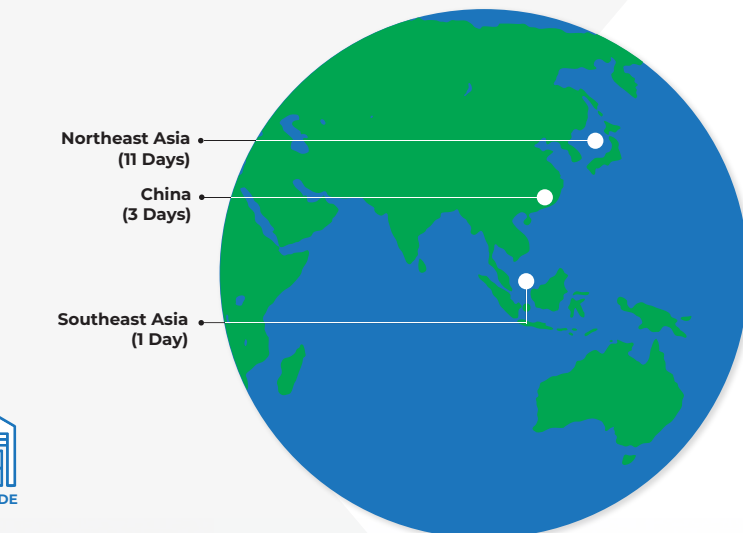 Northeast Asia
(11 Days)
China
(3 Days)
Southeast Asia
(1 Day)
DE